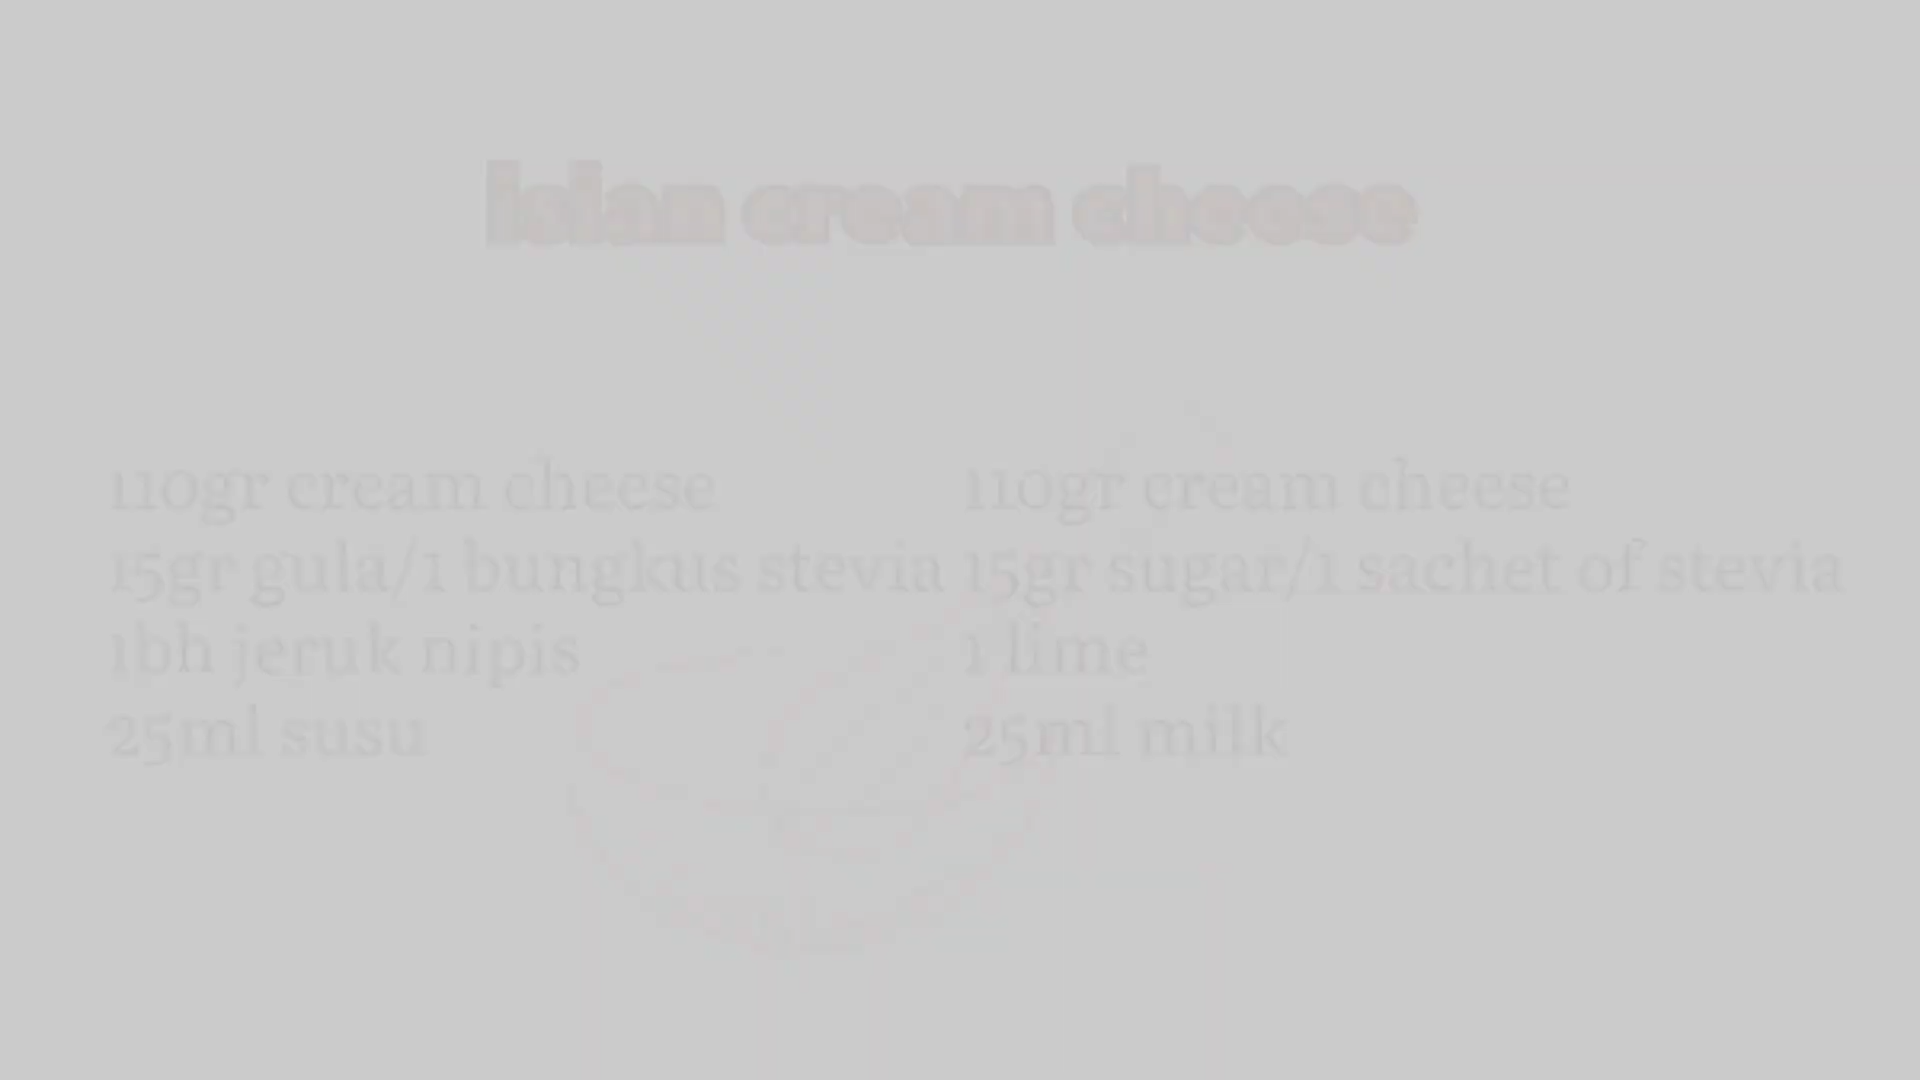 isian cream cheese
110gr cream cheese
15gr gula/1 bungkus stevia
1bh jeruk nipis
25ml susu
110gr cream cheese
15gr sugar/1 sachet of stevia
1 lime
25ml milk